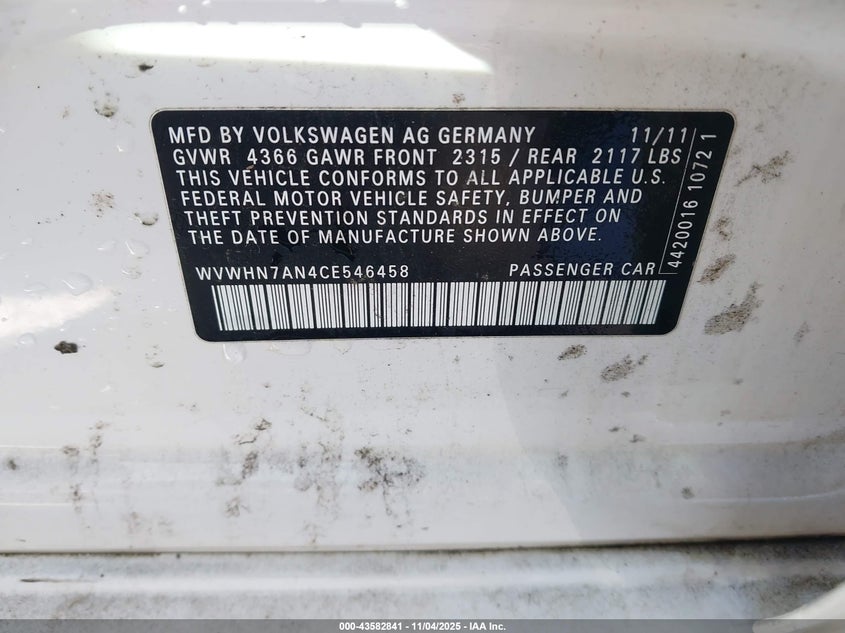 MFD BY VOLKSWAGEN AG GERMANY 11/11
GVWR 4366 GAWR FRONT 2315 / REAR 2117 LBS
THIS VEHICLE CONFORMS TO ALL APPLICABLE U.S.
FEDERAL MOTOR VEHICLE SAFETY, BUMPER AND
THEFT PREVENTION STANDARDS IN EFFECT ON
THE DATE OF MANUFACTURE SHOWN ABOVE.
WVWHN7AN4CE546458 PASSENGER CAR
4420016 1072 1
000-43582841 - 11/04/2025 - IAA Inc.